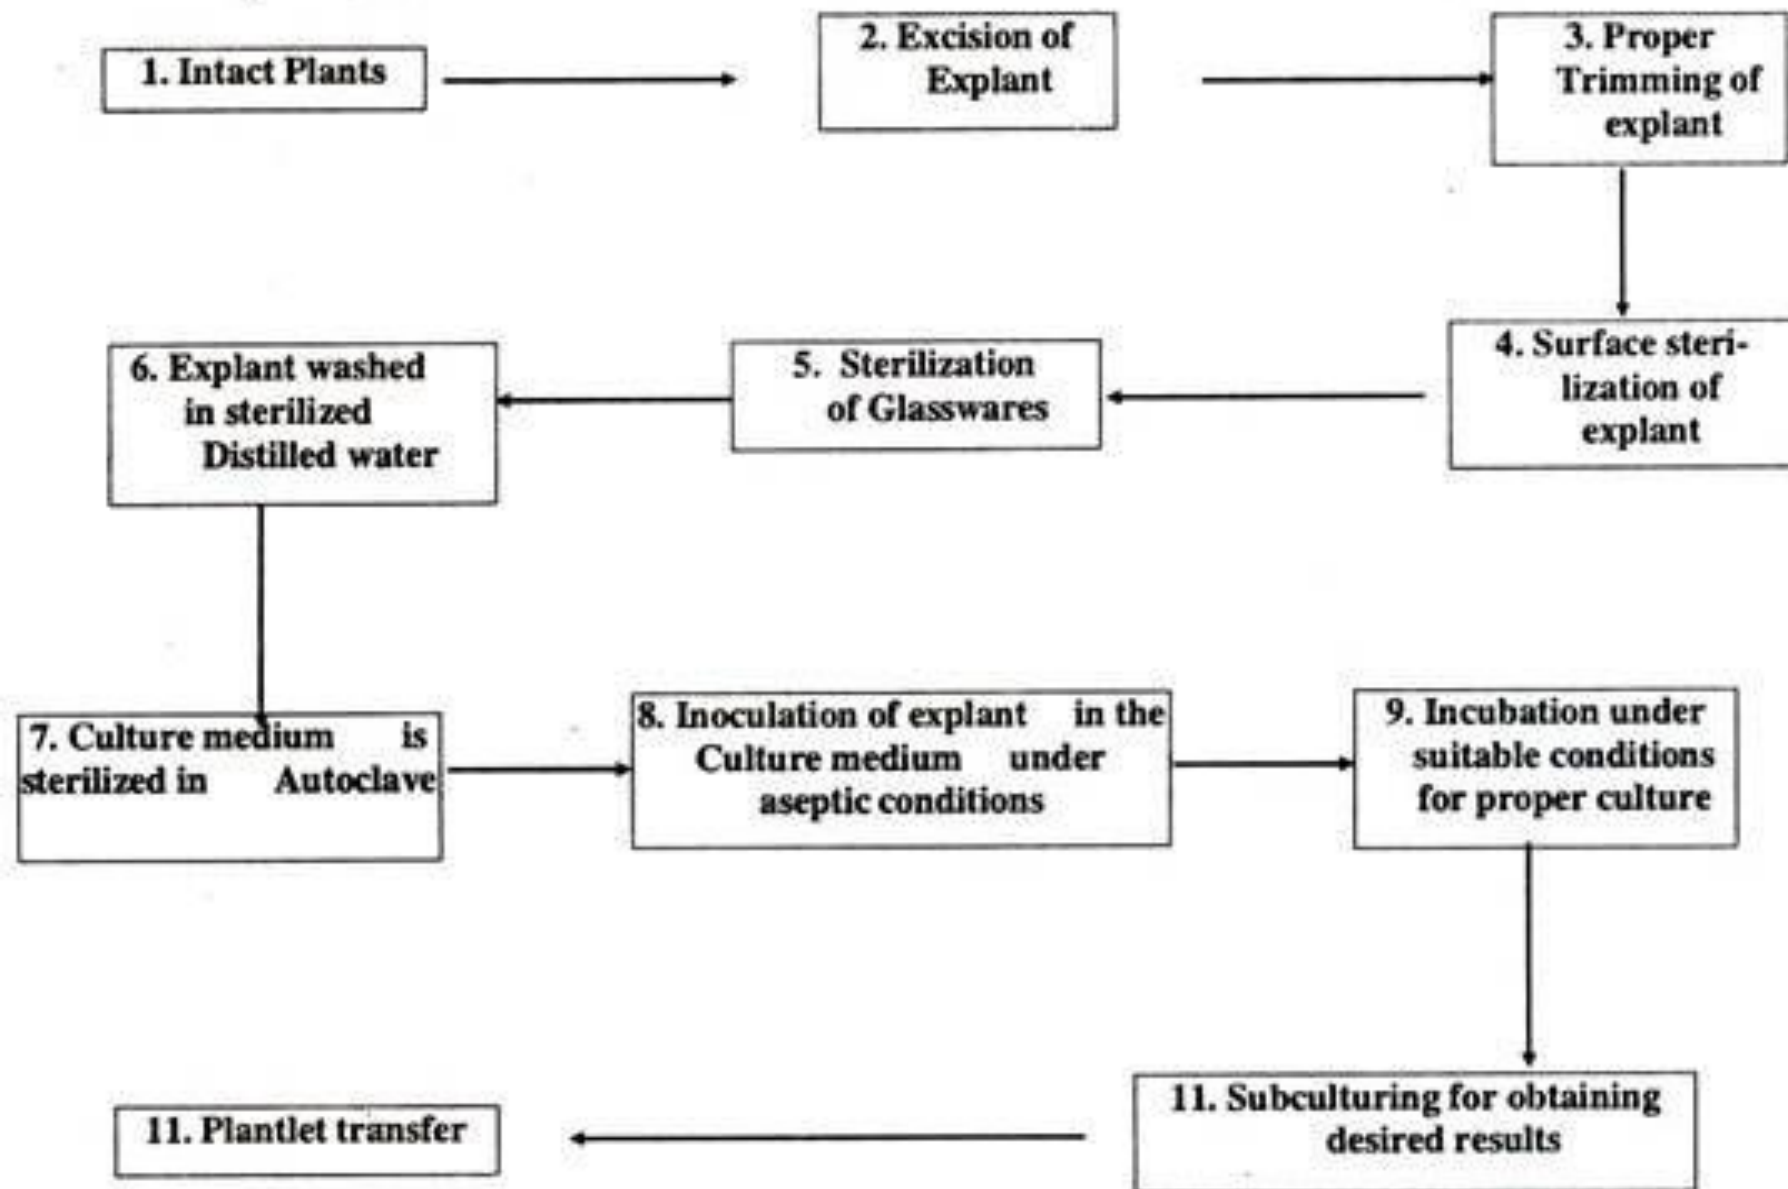 1. Intact Plants
2. Excision of
Explant
3. Proper
Trimming of
explant
4. Surface steri-
lization of
explant
5. Sterilization
of Glasswares
6. Explant washed
in sterilized
Distilled water
7. Culture medium is
sterilized in Autoclave
8. Inoculation of explant in the
Culture medium under
aseptic conditions
9. Incubation under
suitable conditions
for proper culture
11. Subculturing for obtaining
desired results
11. Plantlet transfer